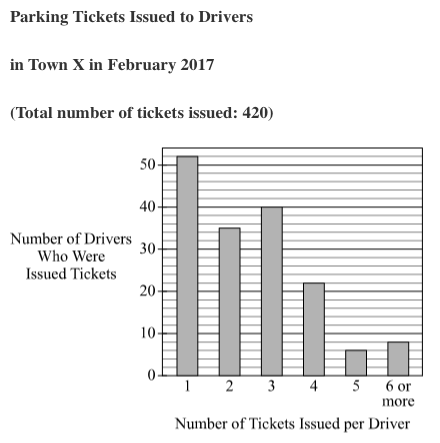 Parking Tickets Issued to Drivers
in Town X in February 2017
(Total number of tickets issued: 420)
50
40
30
20
10
0
Number of Drivers
Who Were
Issued Tickets
1 2 3 4 5 6 or
more
Number of Tickets Issued per Driver